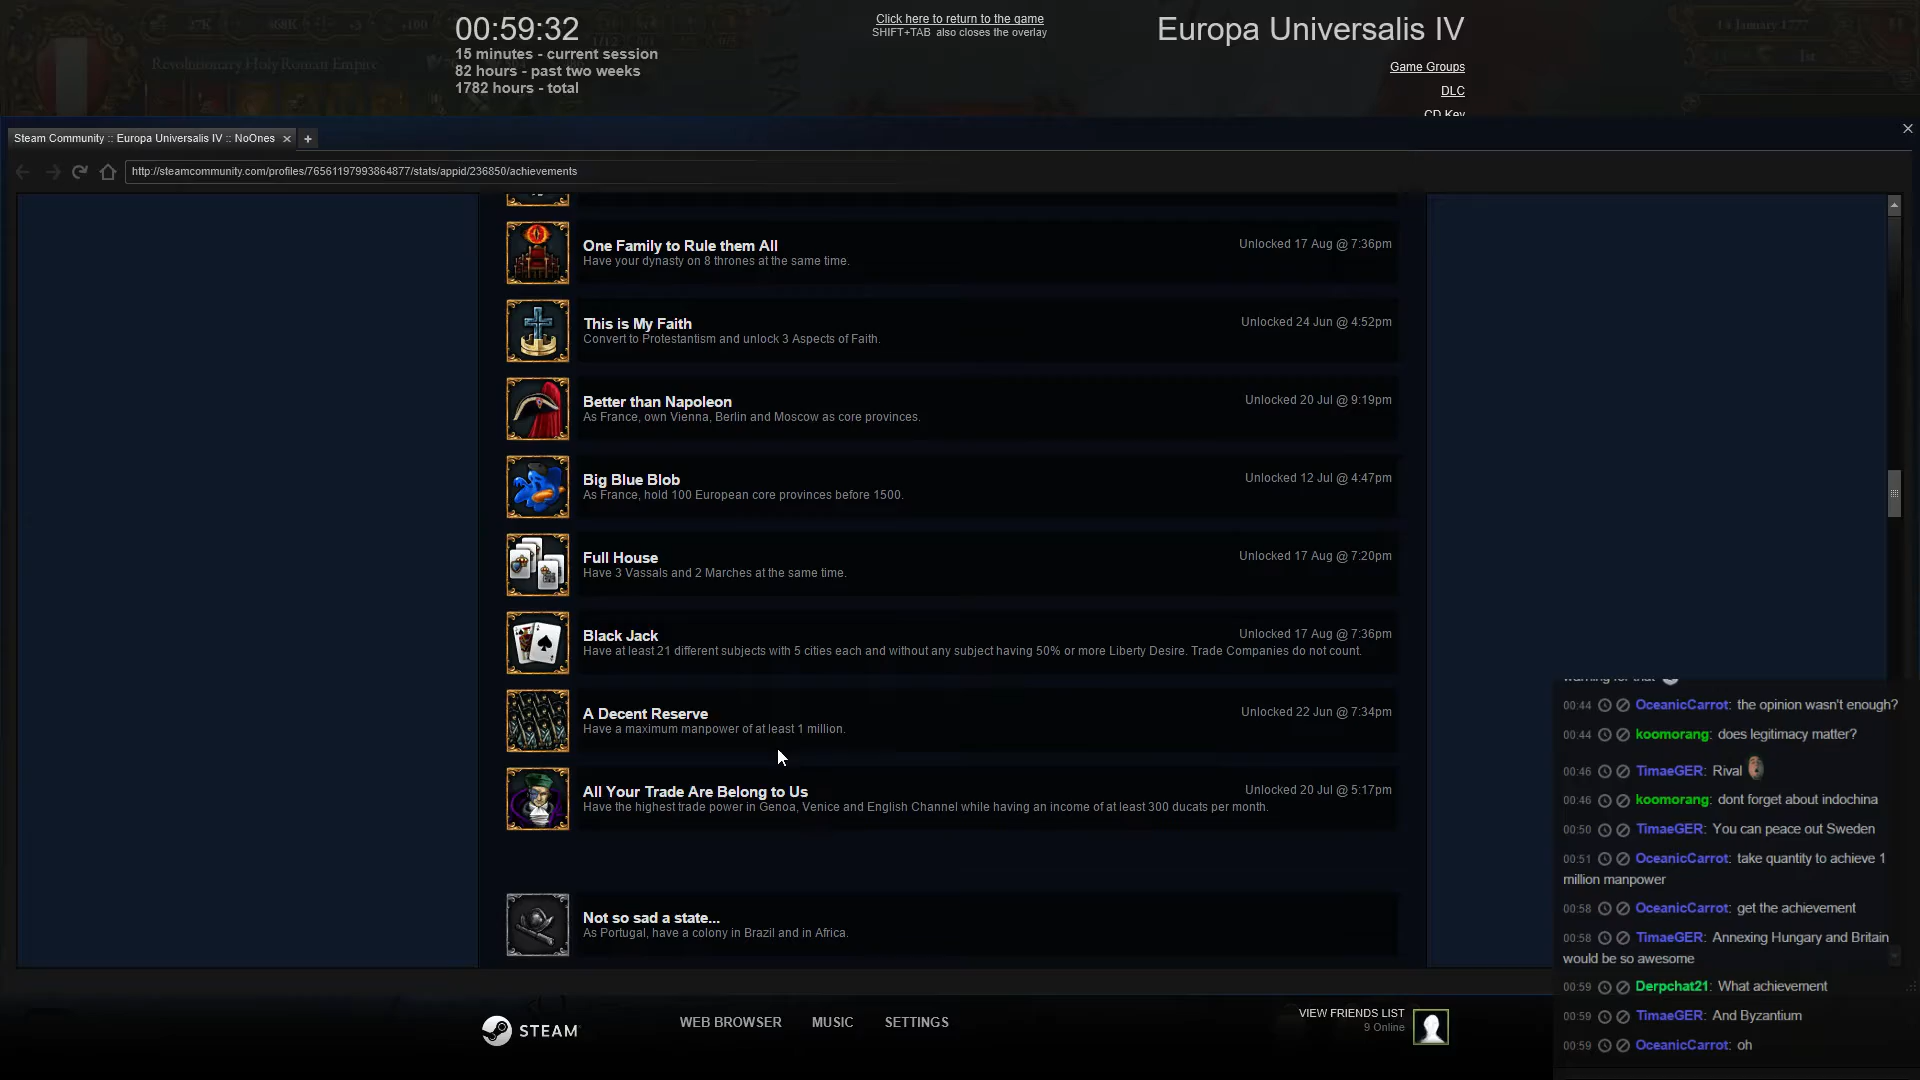 00:59:32
15 minutes - current session
82 hours - past two weeks
1782 hours - total
Click here to return to the game
SHIFT+TAB also closes the overlay
Europa Universalis IV
Game Groups
DLC
CD Key
Revolutionary Holy Roman Empire
Steam Community :: Europa Universalis IV :: NoOnes
http://steamcommunity.com/profiles/76561197993864877/stats/appid/236850/achievements
One Family to Rule them All
Have your dynasty on 8 thrones at the same time.
Unlocked 17 Aug @ 7:36pm
This is My Faith
Convert to Protestantism and unlock 3 Aspects of Faith.
Unlocked 24 Jun @ 4:52pm
Better than Napoleon
As France, own Vienna, Berlin and Moscow as core provinces.
Unlocked 20 Jul @ 9:19pm
Big Blue Blob
As France, hold 100 European core provinces before 1500.
Unlocked 12 Jul @ 4:47pm
Full House
Have 3 Vassals and 2 Marches at the same time.
Unlocked 17 Aug @ 7:20pm
Black Jack
Have at least 21 different subjects with 5 cities each and without any subject having 50% or more Liberty Desire. Trade Companies do not count.
Unlocked 17 Aug @ 7:36pm
A Decent Reserve
Have a maximum manpower of at least 1 million.
Unlocked 22 Jun @ 7:34pm
All Your Trade Are Belong to Us
Have the highest trade power in Genoa, Venice and English Channel while having an income of at least 300 ducats per month.
Unlocked 20 Jul @ 5:17pm
Not so sad a state...
As Portugal, have a colony in Brazil and in Africa.
warning for that
00:44 OceanicCarrot: the opinion wasn't enough?
00:44 koomorang: does legitimacy matter?
00:46 TimaeGER: Rival
00:46 koomorang: dont forget about indochina
00:50 TimaeGER: You can peace out Sweden
00:51 OceanicCarrot: take quantity to achieve 1
million manpower
00:58 OceanicCarrot: get the achievement
00:58 TimaeGER: Annexing Hungary and Britain
would be so awesome
00:59 Derpchat21: What achievement
00:59 TimaeGER: And Byzantium
00:59 OceanicCarrot: oh
STEAM
WEB BROWSER
MUSIC
SETTINGS
VIEW FRIENDS LIST
9 Online